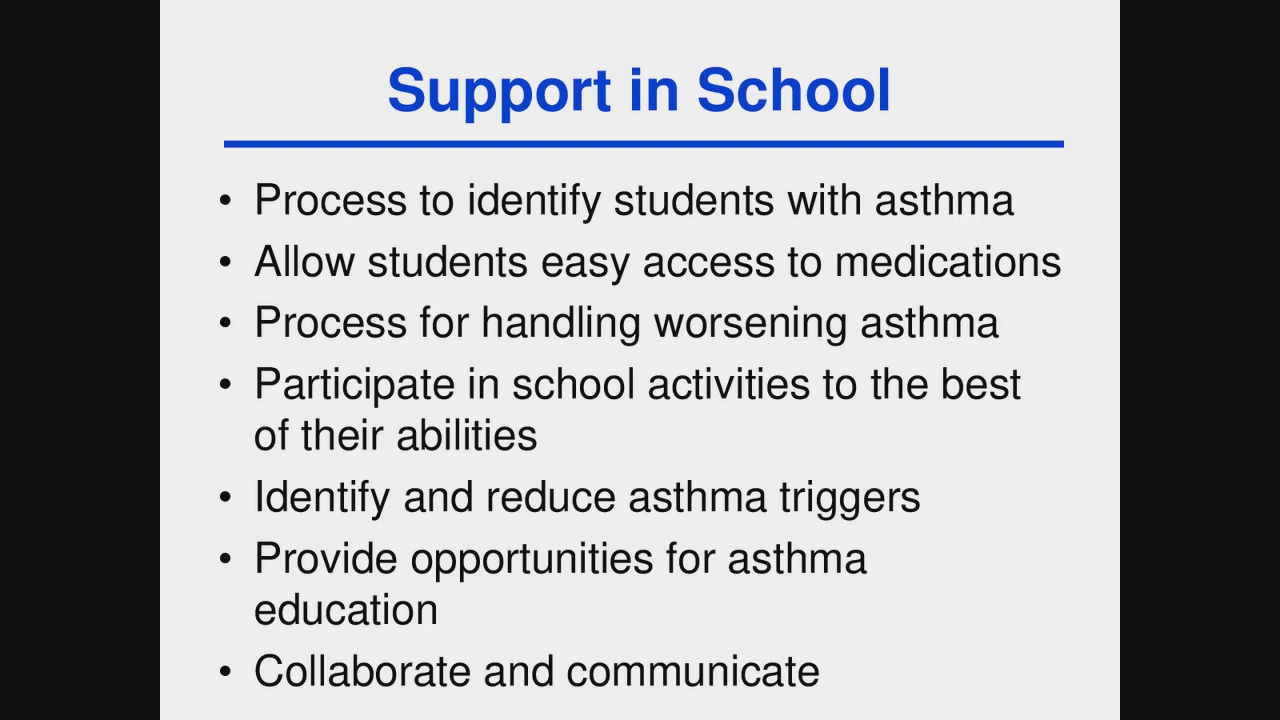 Support in School
• Process to identify students with asthma
• Allow students easy access to medications
• Process for handling worsening asthma
• Participate in school activities to the best
of their abilities
• Identify and reduce asthma triggers
• Provide opportunities for asthma
education
• Collaborate and communicate